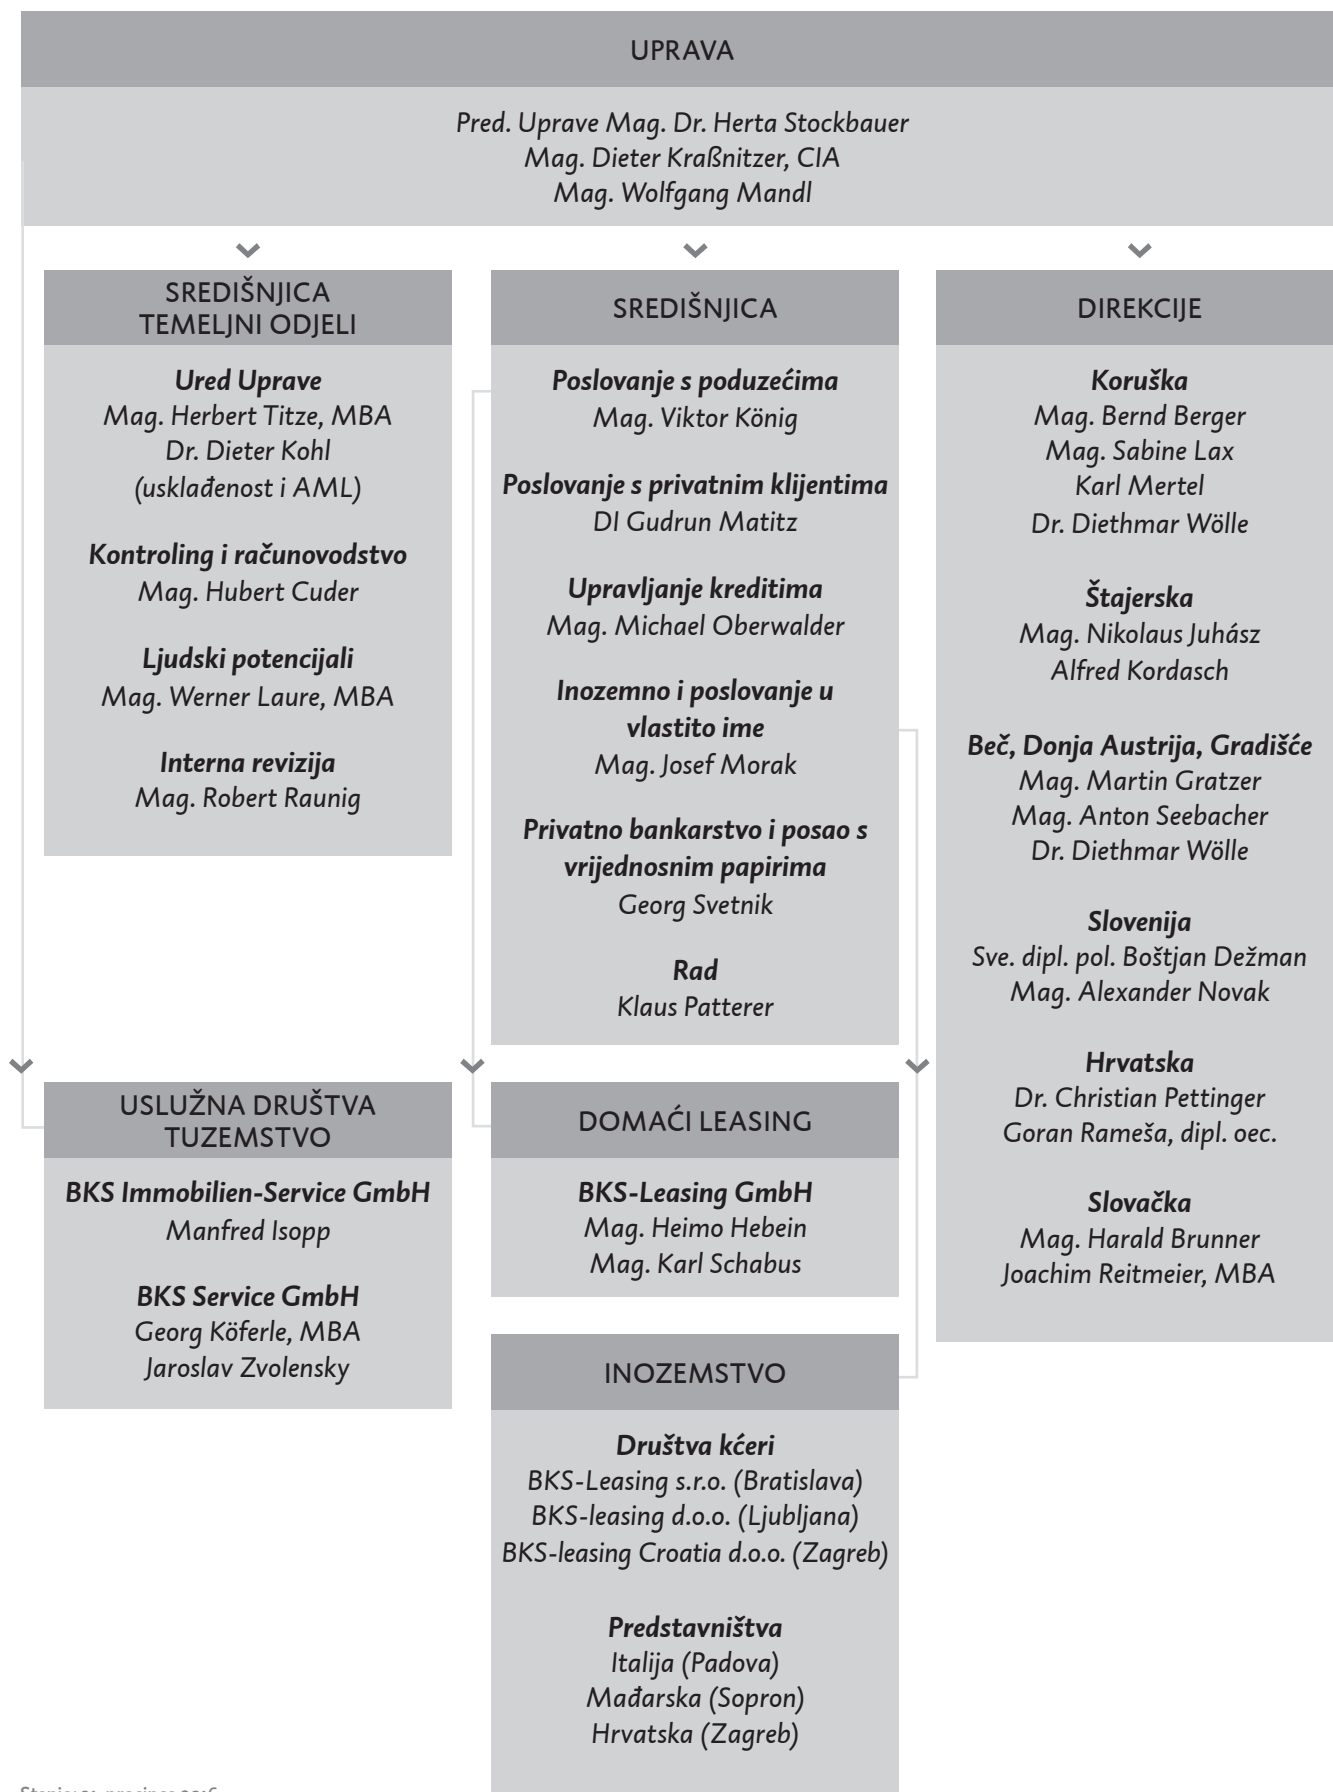 UPRAVA
Pred. Uprave Mag. Dr. Herta Stockbauer
Mag. Dieter Kraßnitzer, CIA
Mag. Wolfgang Mandl
SREDIŠNJICA
TEMELJNI ODJELI
Ured Uprave
Mag. Herbert Titze, MBA
Dr. Dieter Kohl
(usklađenost i AML)
Kontroling i računovodstvo
Mag. Hubert Cuder
Ljudski potencijali
Mag. Werner Laure, MBA
Interna revizija
Mag. Robert Raunig
SREDIŠNJICA
Poslovanje s poduzećima
Mag. Viktor König
Poslovanje s privatnim klijentima
DI Gudrun Matitz
Upravljanje kreditima
Mag. Michael Oberwalder
Inozemno i poslovanje u
vlastito ime
Mag. Josef Morak
Privatno bankarstvo i posao s
vrijednosnim papirima
Georg Svetnik
Rad
Klaus Patterer
DIREKCIJE
Koruška
Mag. Bernd Berger
Mag. Sabine Lax
Karl Mertel
Dr. Diethmar Wölle
Štajerska
Mag. Nikolaus Juhász
Alfred Kordasch
Beč, Donja Austrija, Gradišće
Mag. Martin Gratzer
Mag. Anton Seebacher
Dr. Diethmar Wölle
Slovenija
Sve. dipl. pol. Boštjan Dežman
Mag. Alexander Novak
Hrvatska
Dr. Christian Pettinger
Goran Rameša, dipl. oec.
Slovačka
Mag. Harald Brunner
Joachim Reitmeier, MBA
USLUŽNA DRUŠTVA
TUZEMSTVO
BKS Immobilien-Service GmbH
Manfred Isopp
BKS Service GmbH
Georg Köferle, MBA
Jaroslav Zvolensky
DOMAĆI LEASING
BKS-Leasing GmbH
Mag. Heimo Hebein
Mag. Karl Schabus
INOZEMSTVO
Društva kćeri
BKS-Leasing s.r.o. (Bratislava)
BKS-leasing d.o.o. (Ljubljana)
BKS-leasing Croatia d.o.o. (Zagreb)
Predstavništva
Italija (Padova)
Mađarska (Sopron)
Hrvatska (Zagreb)